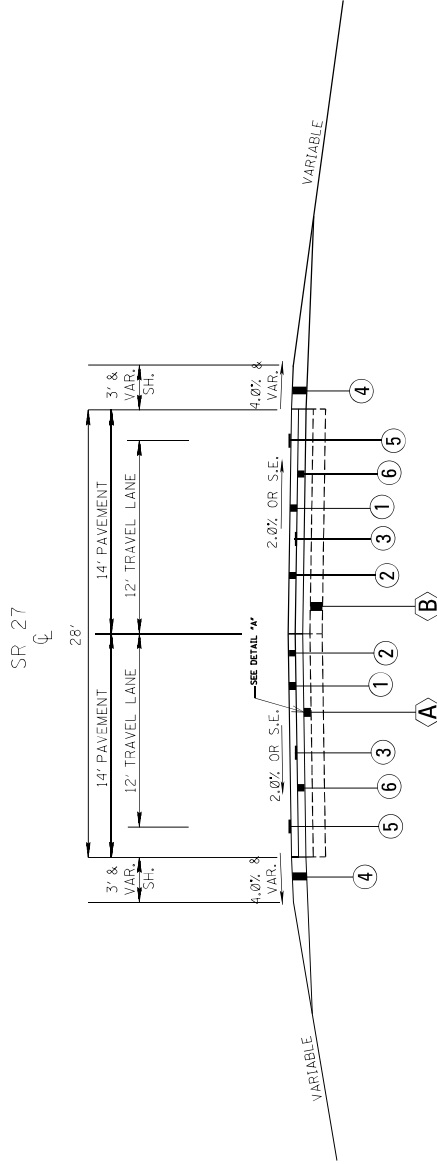 SR 27
℄
28'
14' PAVEMENT
14' PAVEMENT
3' &
VAR.
SH.
12' TRAVEL LANE
12' TRAVEL LANE
3' &
VAR.
SH.
4.0% &
VAR.
2.0% OR S.E.
SEE DETAIL "A"
2.0% OR S.E.
4.0% &
VAR.
VARIABLE
VARIABLE
4 5 6 3 1 2 2 3 1 6 5 4
A B